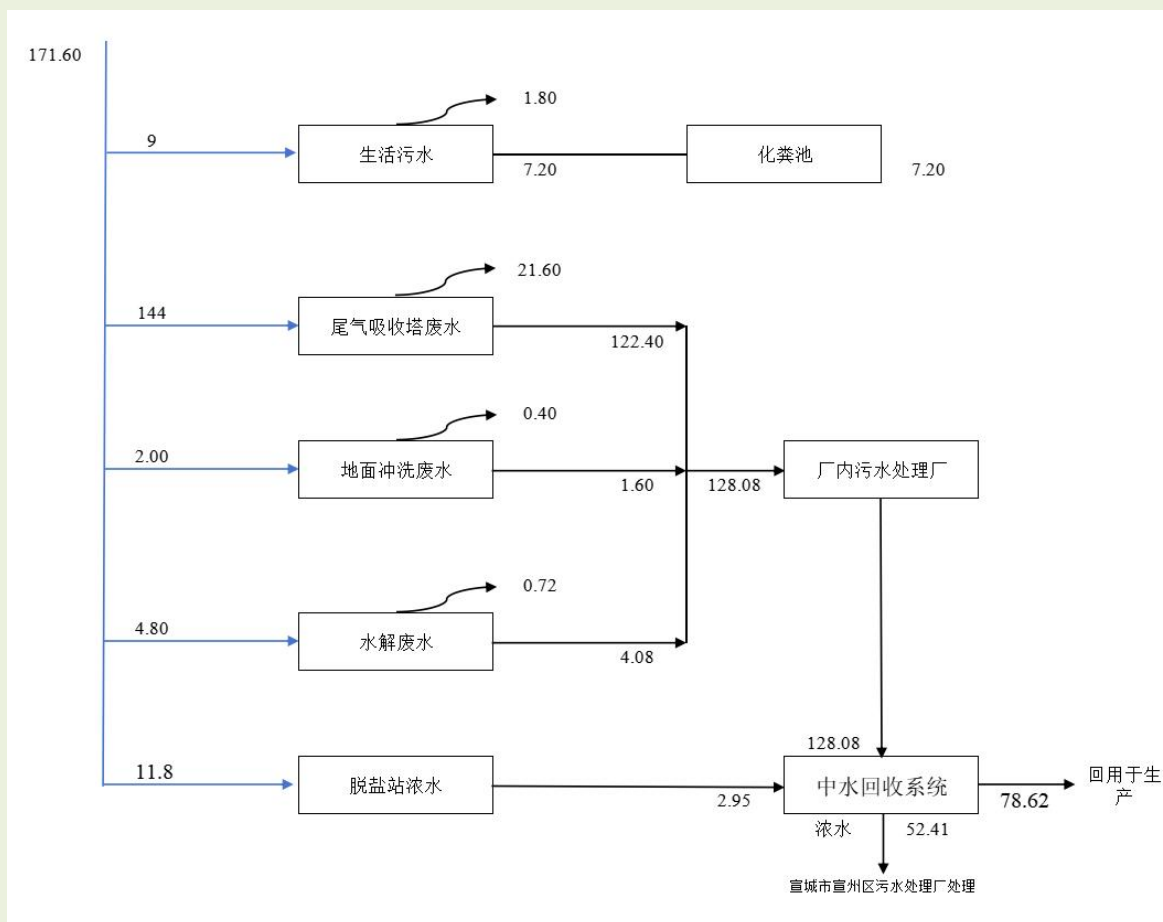 171.60
1.80
9
生活污水
化粪池
7.20
7.20
21.60
144
尾气吸收塔废水
122.40
0.40
2.00
地面冲洗废水
厂内污水处理厂
1.60
128.08
0.72
4.80
水解废水
4.08
128.08
11.8
脱盐站浓水
2.95
中水回收系统
78.62
回用于生
产
浓水
52.41
宣城市宣州区污水处理厂处理